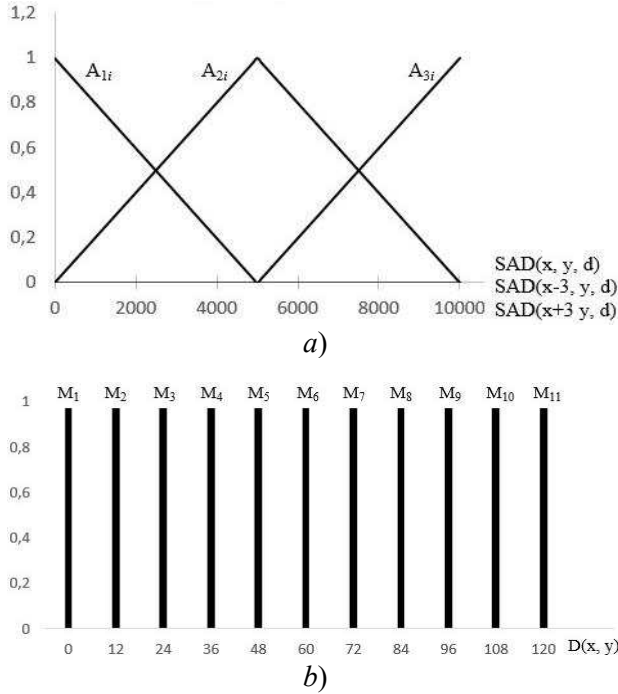 1,2
1
0,8
0,6
0,4
0,2
0
A1i
A2i
A3i
0 2000 4000 6000 8000 10000
SAD(x, y, d)
SAD(x-3, y, d)
SAD(x+3 y, d)
a)
M1 M2 M3 M4 M5 M6 M7 M8 M9 M10 M11
1
0,8
0,6
0,4
0,2
0
0 12 24 36 48 60 72 84 96 108 120 D(x, y)
b)